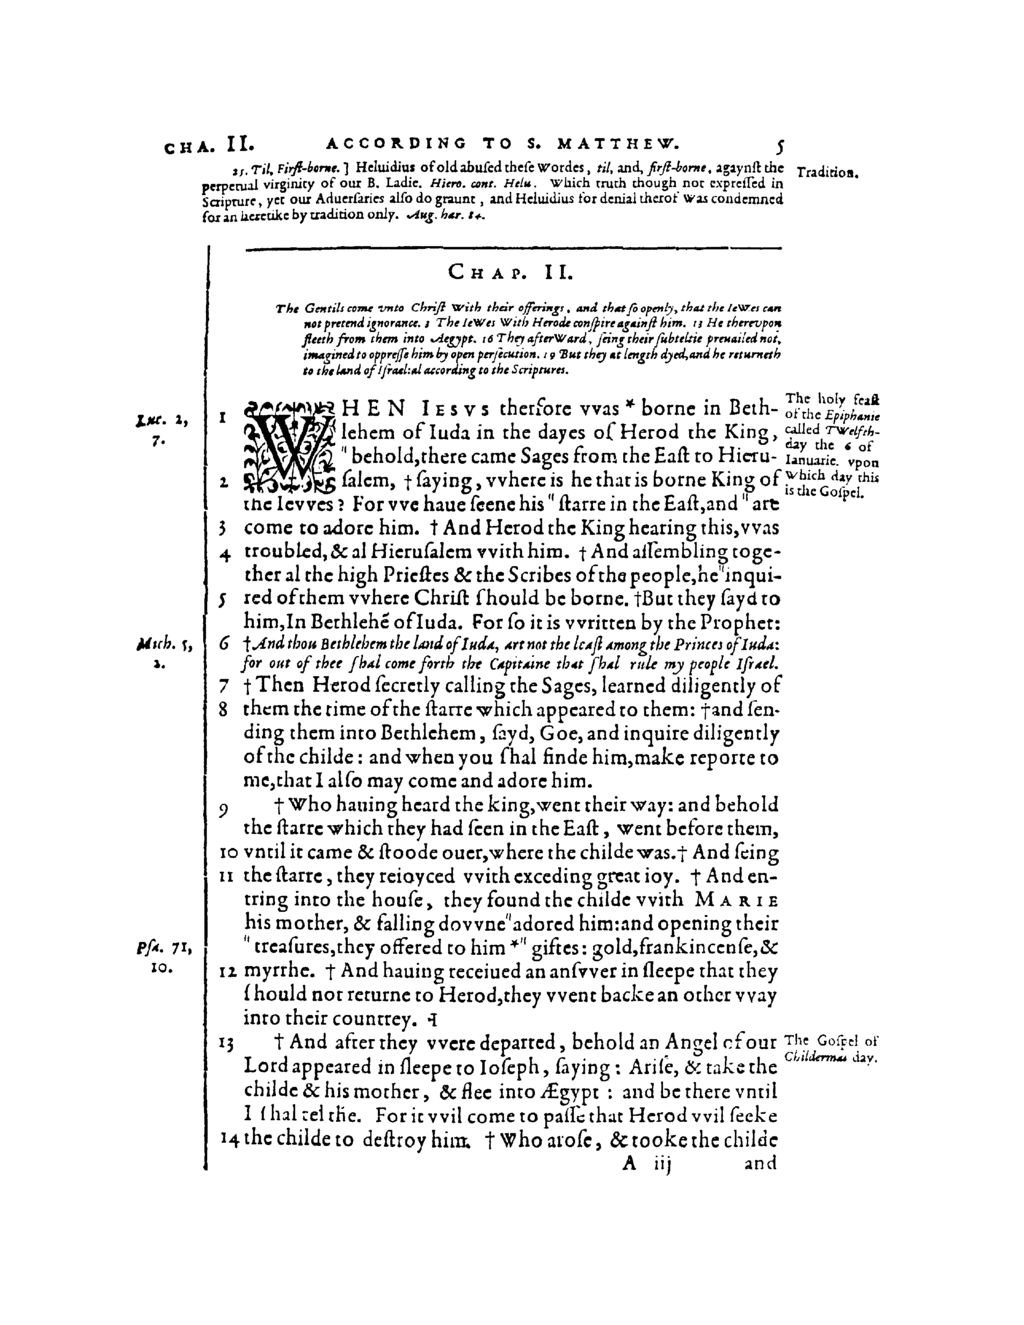 CHA. II. ACCORDING TO S. MATTHEW. 5
25. Til, Firſt-borne.] Heluidius of old abuſed theſe wordes, til, and, firſt-borne, agaynſt the
perpetual virginity of our B. Ladie. Hiero. cont. Helu. Which truth though not expreſſed in
Scripture, yet our Aduerſaries alſo do graunt, and Heluidius for denial therof was condemned
for an heretike by tradition only. Aug. hær. 84.
Tradition.
CHAP. II.
The Gentils come vnto Chriſt with their offerings, and that ſo openly, that the Iewes can
not pretend ignorance. 3 The Iewes with Herode conſpire againſt him. 13 He therevpon
fleeth from them into Aegypt. 16 They afterward, ſeing their ſubteltie preuailed not,
imagined to oppreſſe him by open perſecution. 19 But they at length dyed, and he returneth
to the land of Iſrael: al according to the Scriptures.
Luc. 2,
7.
1 WHEN IESVS therfore vvas * borne in Beth-
lehem of Iuda in the dayes of Herod the King,
" behold, there came Sages from the Eaſt to Hieru-
2 ſalem, † ſaying, vvhere is he that is borne King of
the Ievves? For vve haue ſeene his " ſtarre in the Eaſt, and " are
3 come to adore him. † And Herod the King hearing this, vvas
4 troubled, & al Hieruſalem vvith him. † And aſſembling toge-
ther al the high Prieſtes & the Scribes of the people, he " inqui-
5 red of them vvhere Chriſt ſhould be borne. † But they ſayd to
him, In Bethlehē of Iuda. For ſo it is vvritten by the Prophet:
6 † And thou Bethlehem the land of Iuda, art not the leaſt among the Princes of Iuda:
for out of thee ſhal come forth the Capitaine that ſhal rule my people Iſrael.
7 † Then Herod ſecretly calling the Sages, learned diligently of
8 them the time of the ſtarre which appeared to them: † and ſen-
ding them into Bethlehem, ſayd, Goe, and inquire diligently
of the childe: and when you ſhal finde him, make reporte to
me, that I alſo may come and adore him.
9 † Who hauing heard the king, went their way: and behold
the ſtarre which they had ſeen in the Eaſt, went before them,
10 vntil it came & ſtoode ouer, where the childe was. † And ſeing
11 the ſtarre, they reioyced vvith exceding great ioy. † And en-
tring into the houſe, they found the childe vvith MARIE
his mother, & falling dovvne " adored him: and opening their
" treaſures, they offered to him * " giftes: gold, frankincenſe, &
12 myrrhe. † And hauing receiued an anſvver in ſleepe that they
ſhould not returne to Herod, they vvent backe an other vvay
into their countrey. ⁋
13 † And after they vvere departed, behold an Angel of our
Lord appeared in ſleepe to Ioſeph, ſaying: Ariſe, & take the
childe & his mother, & flee into Ægypt: and be there vntil
I ſhal tel thee. For it vvil come to paſſe that Herod vvil ſeeke
14 the childe to deſtroy him. † Who aroſe, & tooke the childe
A iij and
Mich. 5,
2.
Pſa. 71,
10.
The holy feaſt
of the Epiphanie
called Twelfth-
day the 6 of
Ianuarie. vpon
which day this
is the Goſpel.
The Goſpel of
Childermas day.